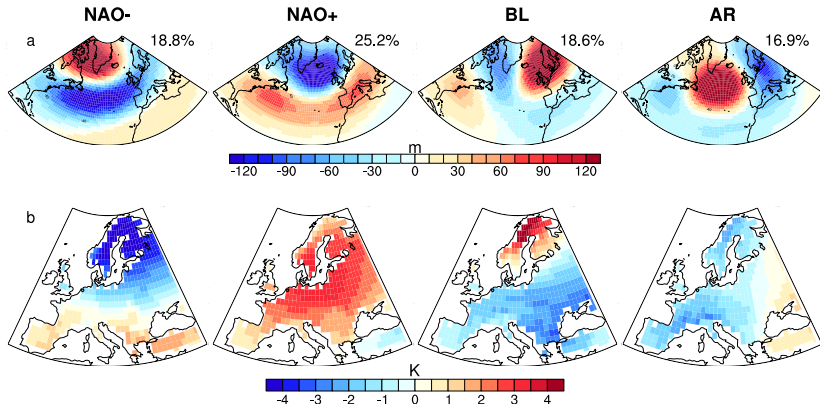 NAO- NAO+ BL AR
a 18.8% 25.2% 18.6% 16.9%
m
-120 -90 -60 -30 0 30 60 90 120
b
K
-4 -3 -2 -1 0 1 2 3 4